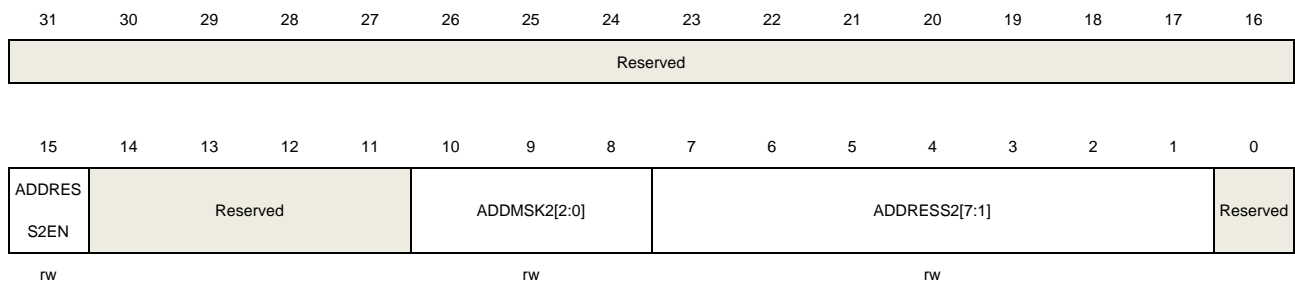 31 30 29 28 27 26 25 24 23 22 21 20 19 18 17 16
Reserved
15 14 13 12 11 10 9 8 7 6 5 4 3 2 1 0
ADDRES
S2EN
Reserved
ADDMSK2[2:0]
ADDRESS2[7:1]
Reserved
rw rw rw